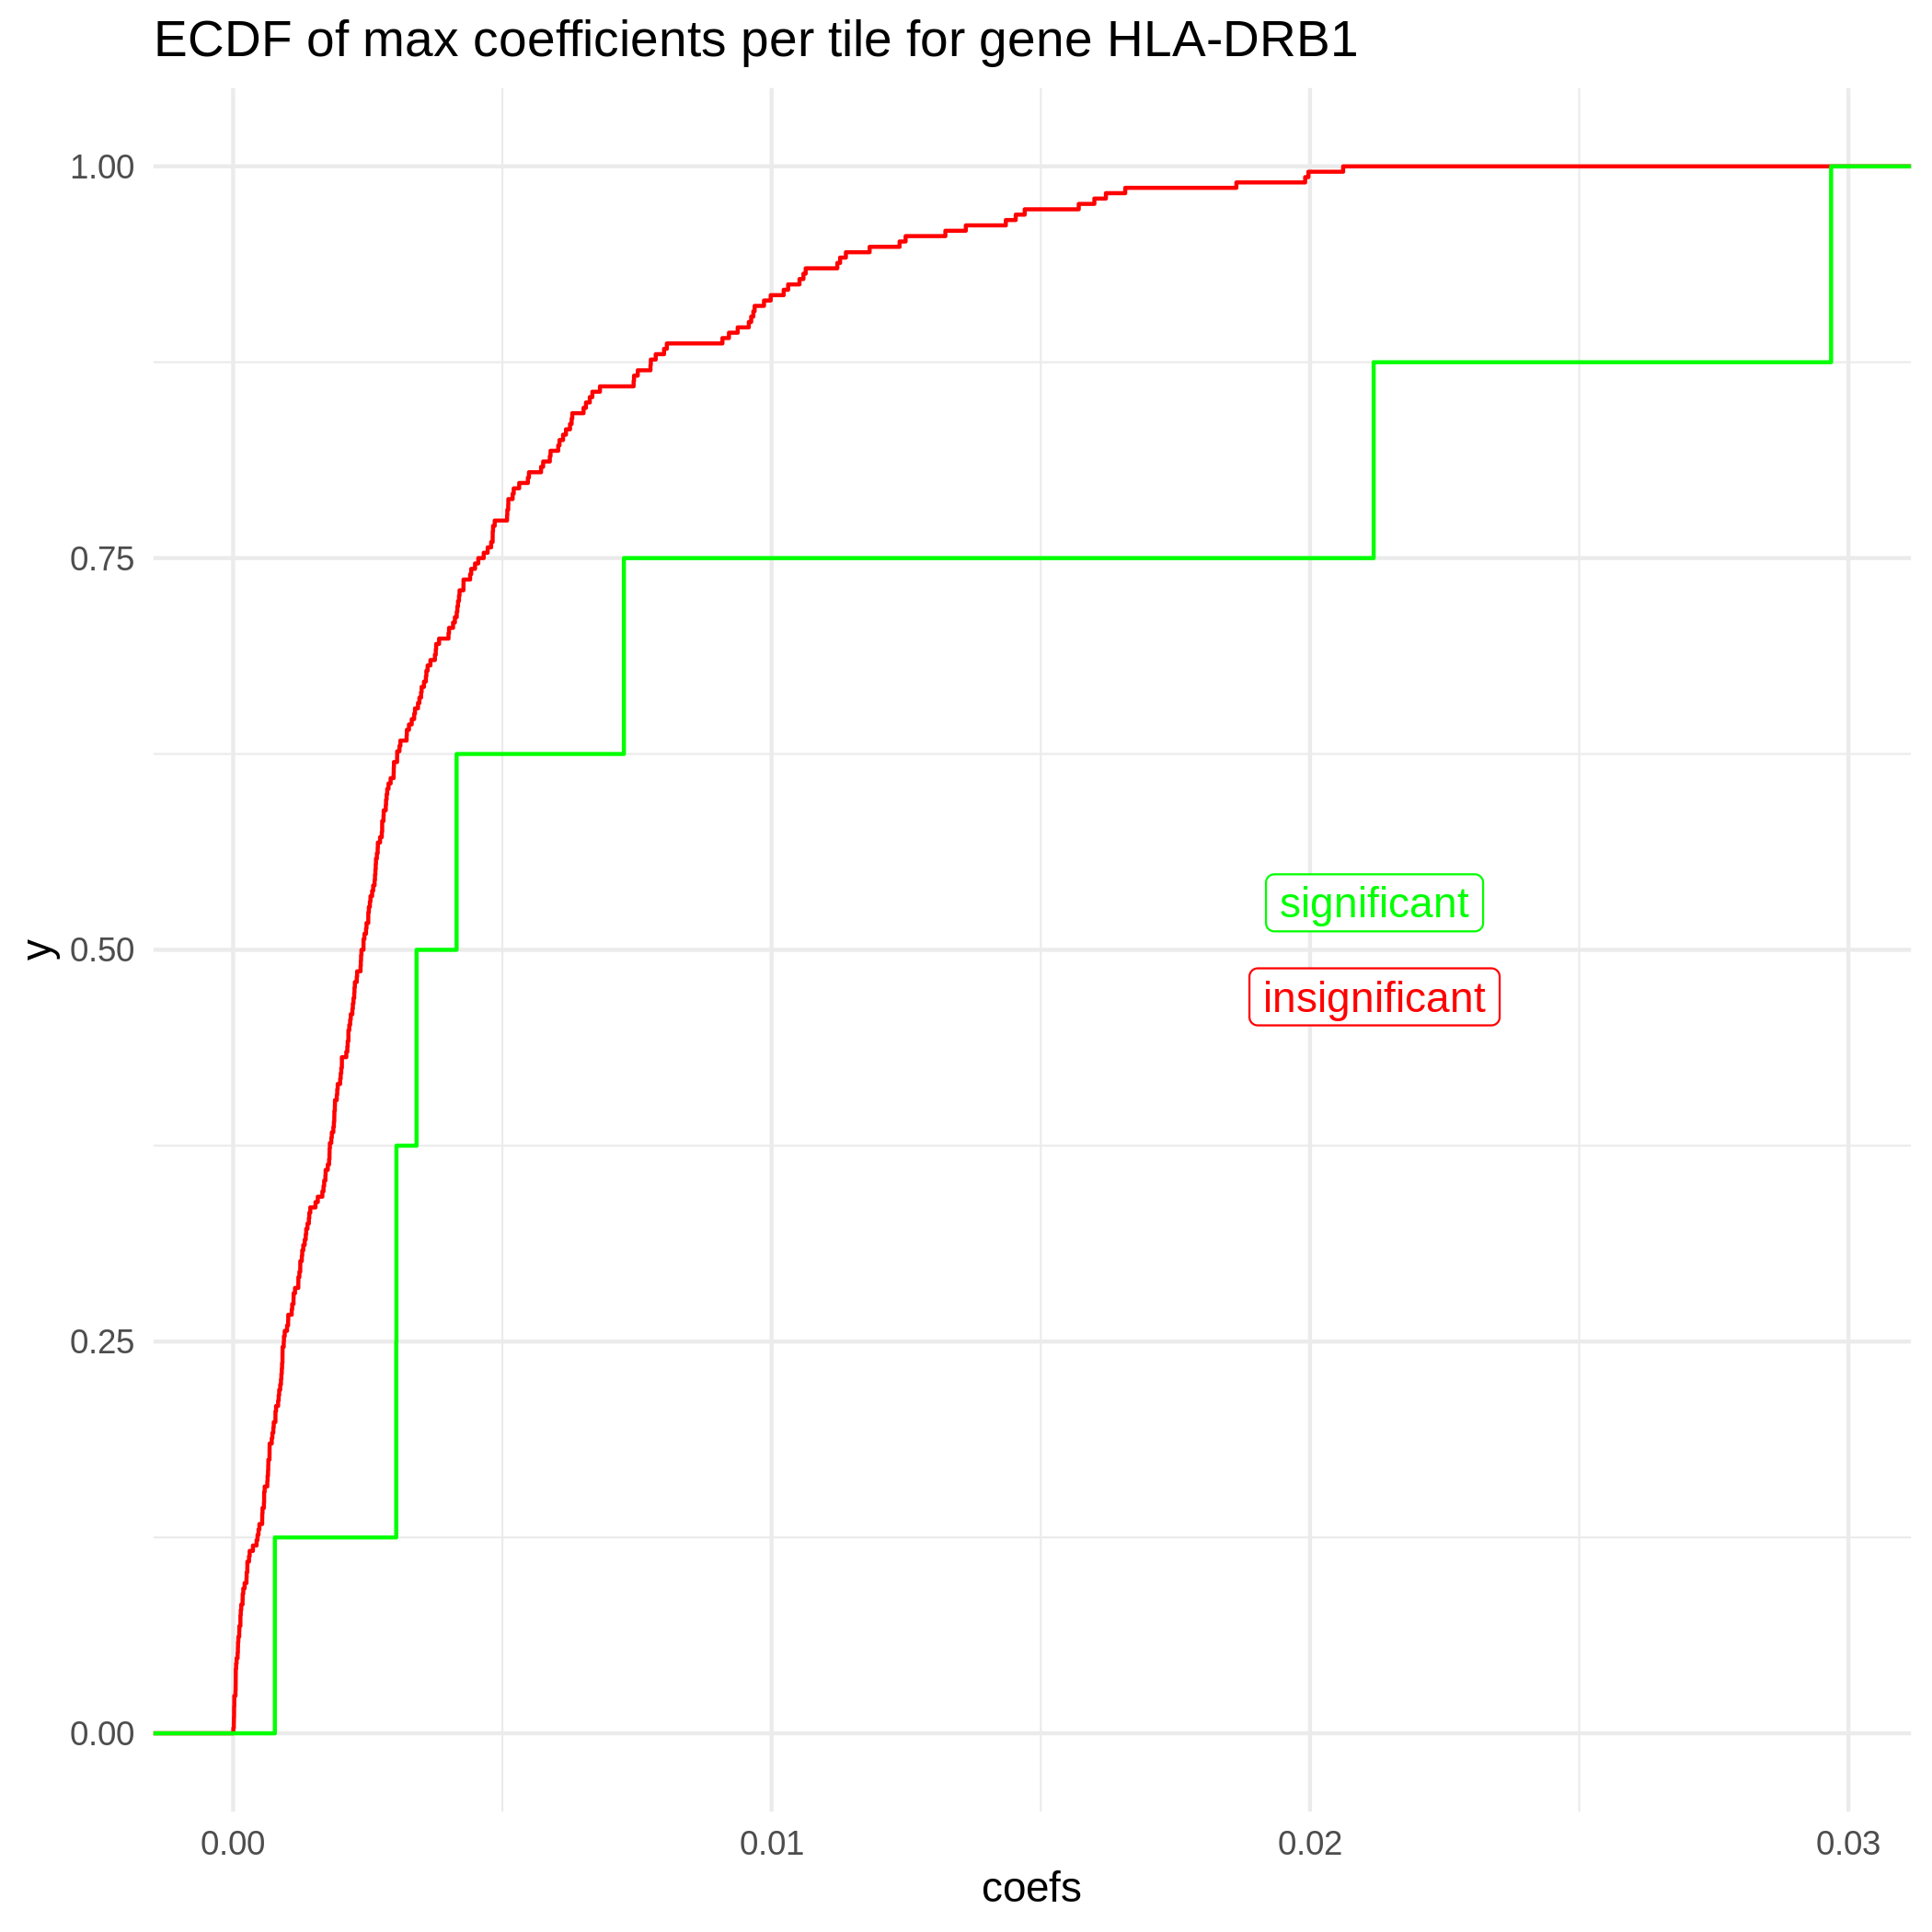 ECDF of max coefficients per tile for gene HLA-DRB1
1.00
0.75
0.50
0.25
0.00
y
significant
insignificant
0.00 0.01 0.02 0.03
coefs